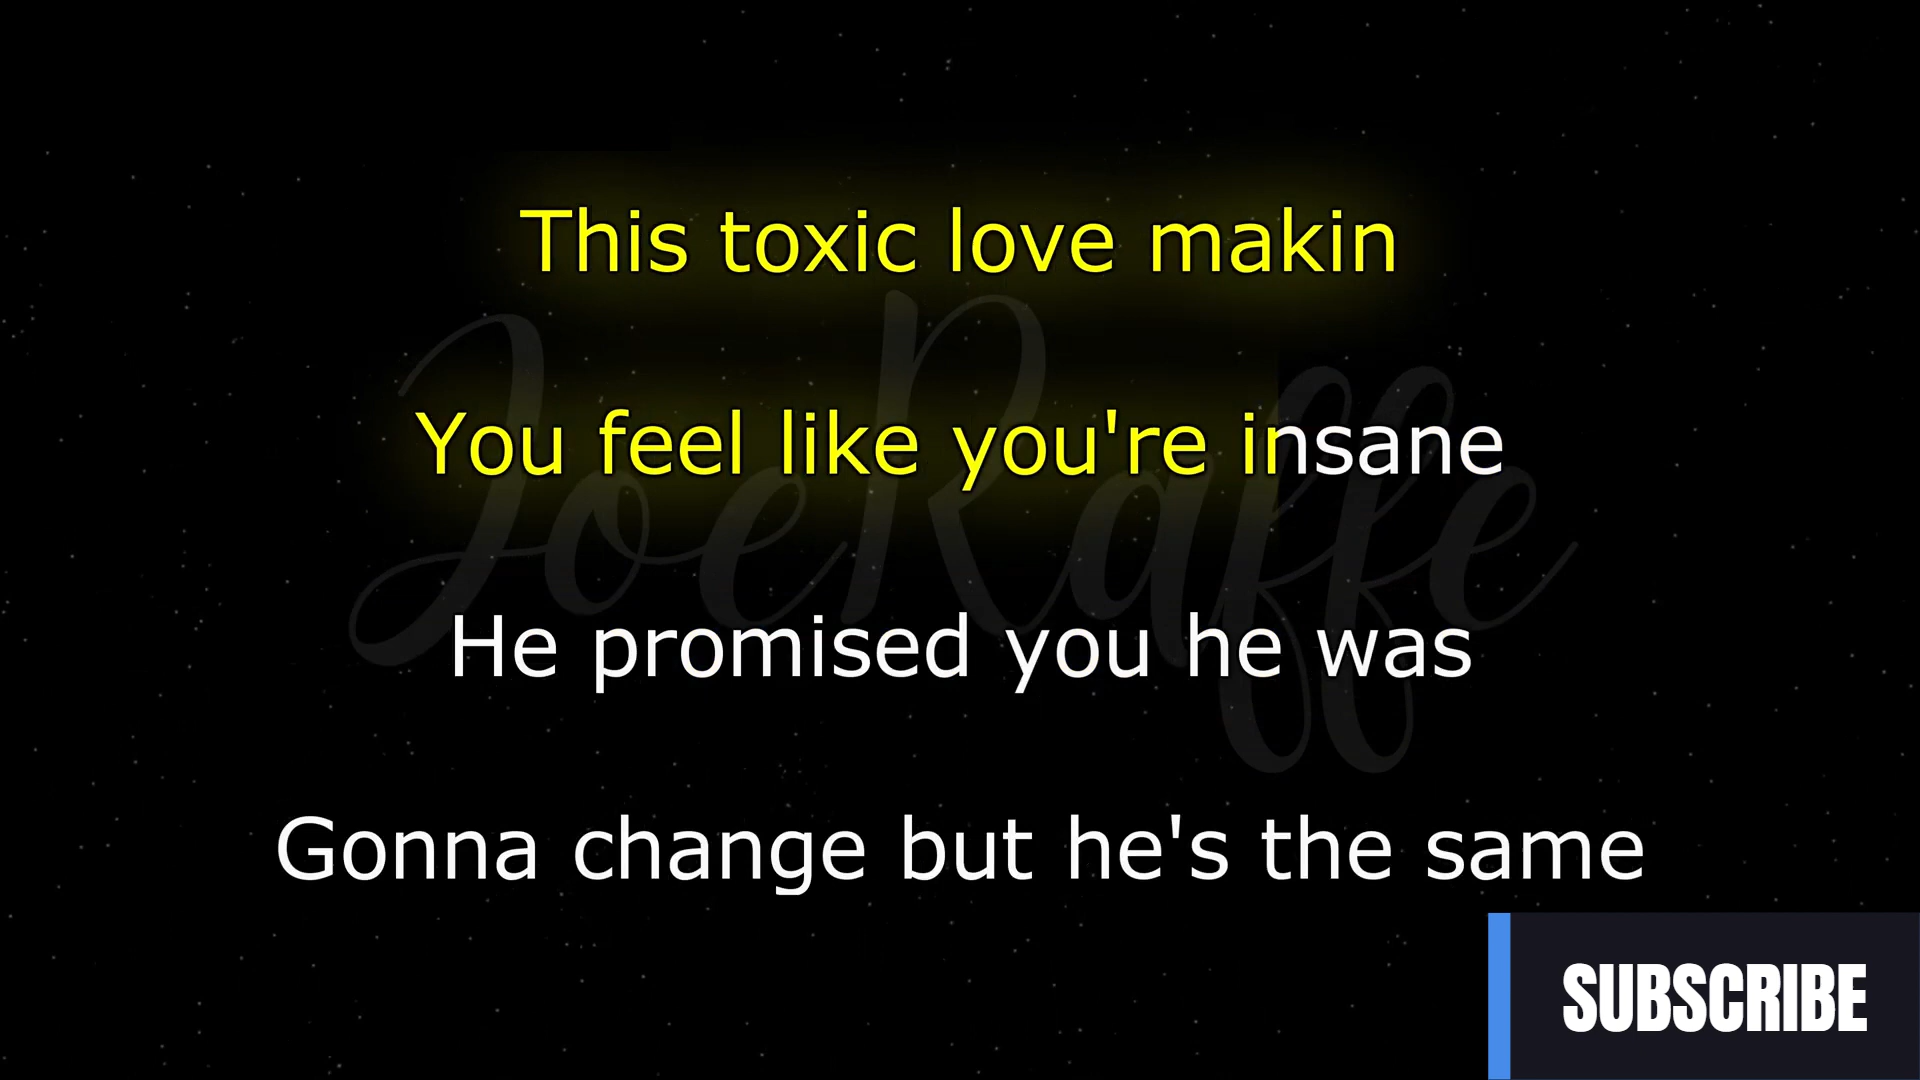 This toxic love makin
You feel like you're insane
JoeRaffe
He promised you he was
Gonna change but he's the same
SUBSCRIBE